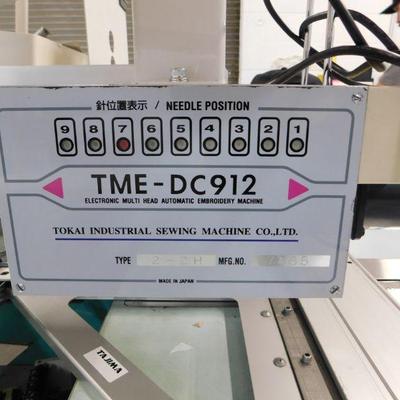 針位置表示 / NEEDLE POSITION
9 8 7 6 5 4 3 2 1
TME-DC912
ELECTRONIC MULTI HEAD AUTOMATIC EMBROIDERY MACHINE
TOKAI INDUSTRIAL SEWING MACHINE CO.,LTD.
TYPE MFG.NO.
MADE IN JAPAN
TAJIMA